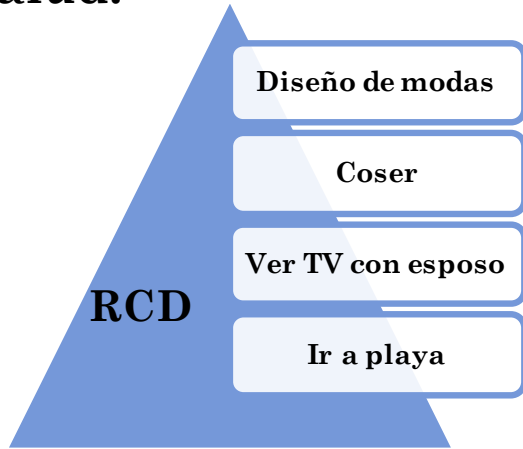 Diseño de modas
Coser
Ver TV con esposo
RCD
Ir a playa